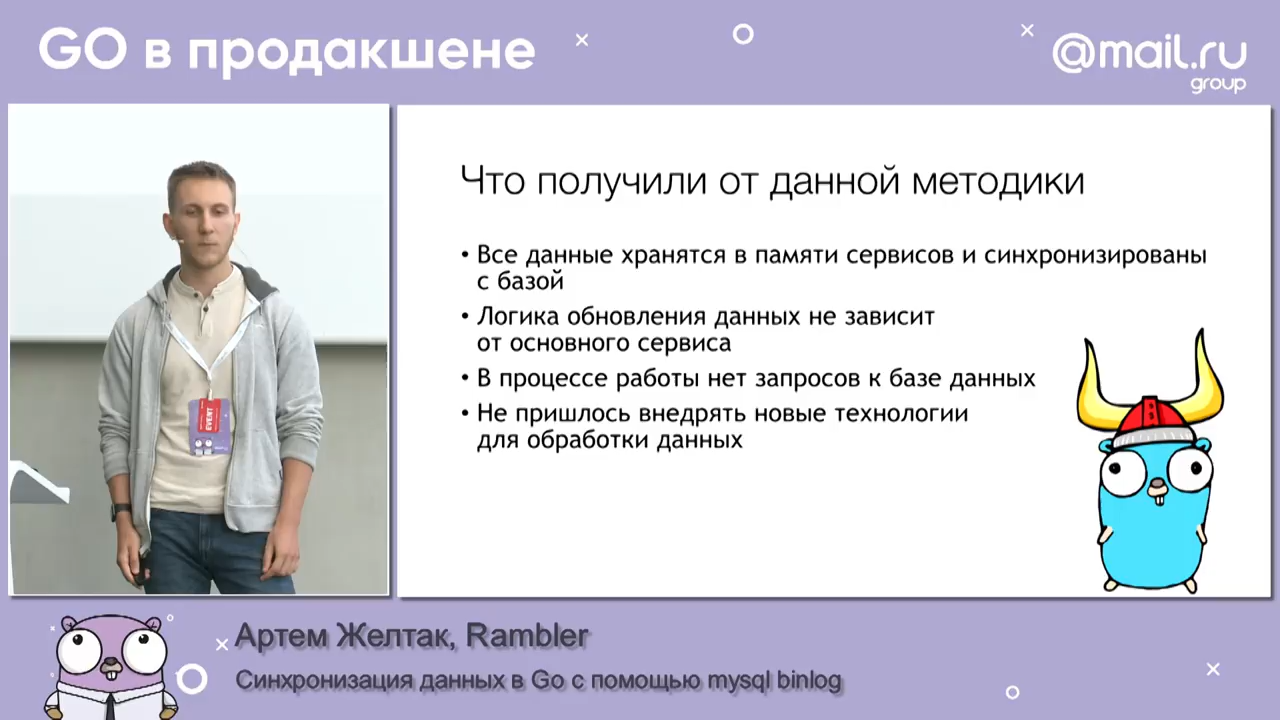 GO в продакшене
@mail.ru
group
Что получили от данной методики
• Все данные хранятся в памяти сервисов и синхронизированы
с базой
• Логика обновления данных не зависит
от основного сервиса
• В процессе работы нет запросов к базе данных
• Не пришлось внедрять новые технологии
для обработки данных
EVENT
Артем Желтак, Rambler
Синхронизация данных в Go с помощью mysql binlog